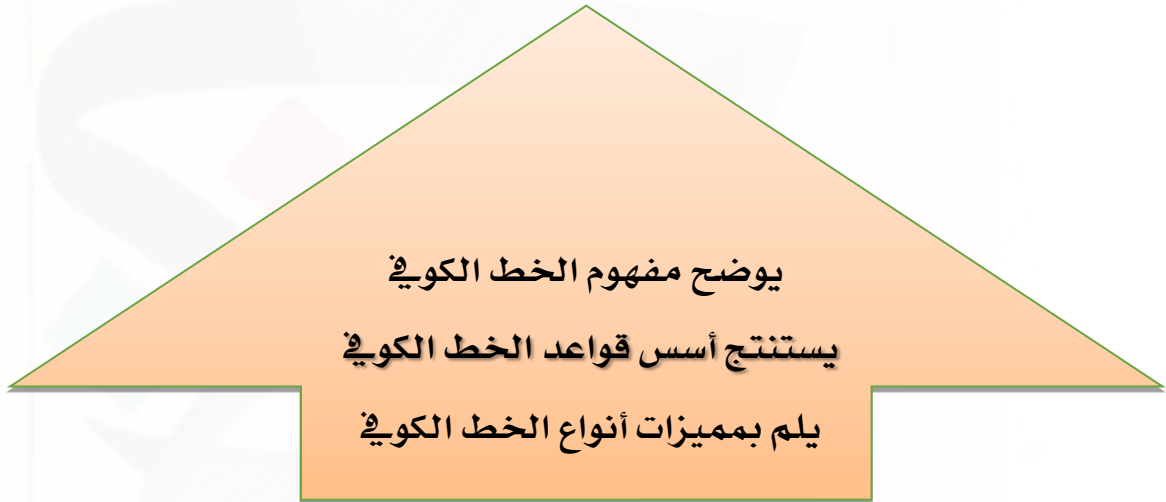 يوضح مفهوم الخط الكوفي
يستنتج أسس قواعد الخط الكوفي
يلم بمميزات أنواع الخط الكوفي